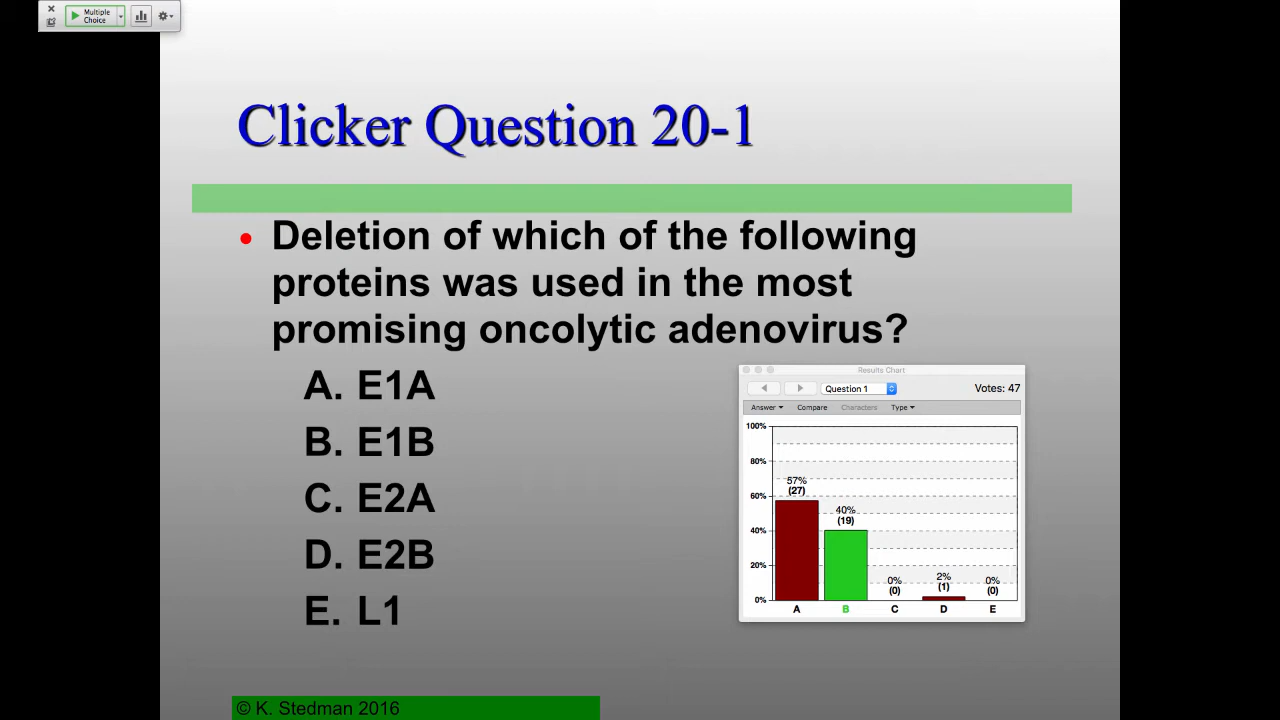 Multiple
Choice
Clicker Question 20-1
• Deletion of which of the following
proteins was used in the most
promising oncolytic adenovirus?
A. E1A
B. E1B
C. E2A
D. E2B
E. L1
Results Chart
Question 1
Votes: 47
Answer
Compare
Characters
Type
100%
80%
60%
40%
20%
0%
57%
(27)
40%
(19)
0%
(0)
2%
(1)
0%
(0)
A B C D E
© K. Stedman 2016